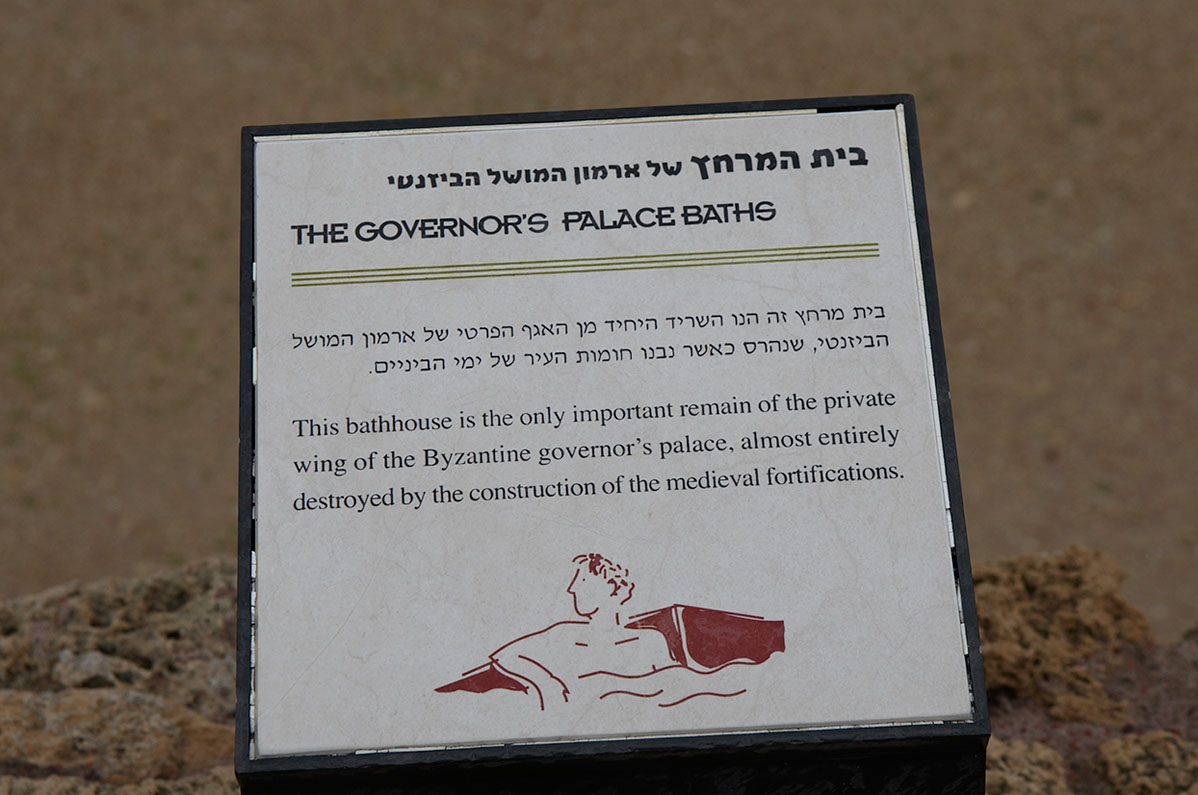 בית המרחץ של ארמון המושל הביזנטי
THE GOVERNOR'S PALACE BATHS
בית מרחץ זה הנו השריד היחיד מן האגף הפרטי של ארמון המושל
הביזנטי, שנהרס כאשר נבנו חומות העיר של ימי הביניים.
This bathhouse is the only important remain of the private
wing of the Byzantine governor's palace, almost entirely
destroyed by the construction of the medieval fortifications.